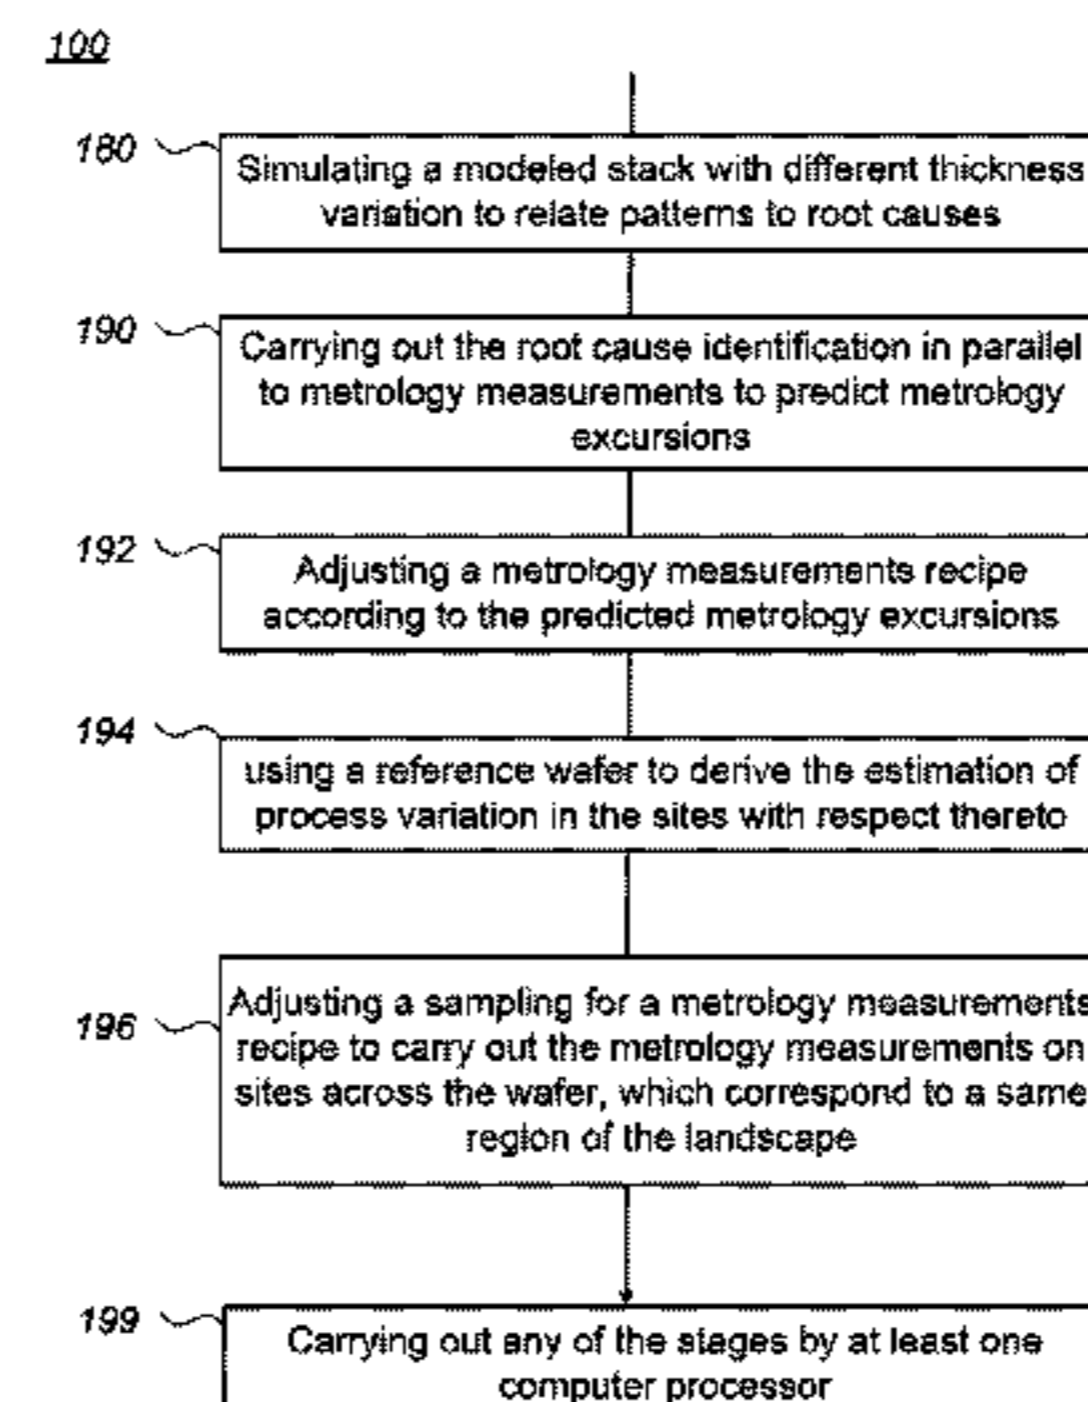 100
180
Simulating a modeled stack with different thickness
variation to relate patterns to root causes
190
Carrying out the root cause identification in parallel
to metrology measurements to predict metrology
excursions
192
Adjusting a metrology measurements recipe
according to the predicted metrology excursions
194
using a reference wafer to derive the estimation of
process variation in the sites with respect thereto
196
Adjusting a sampling for a metrology measurements
recipe to carry out the metrology measurements on
sites across the wafer, which correspond to a same
region of the landscape
199
Carrying out any of the stages by at least one
computer processor